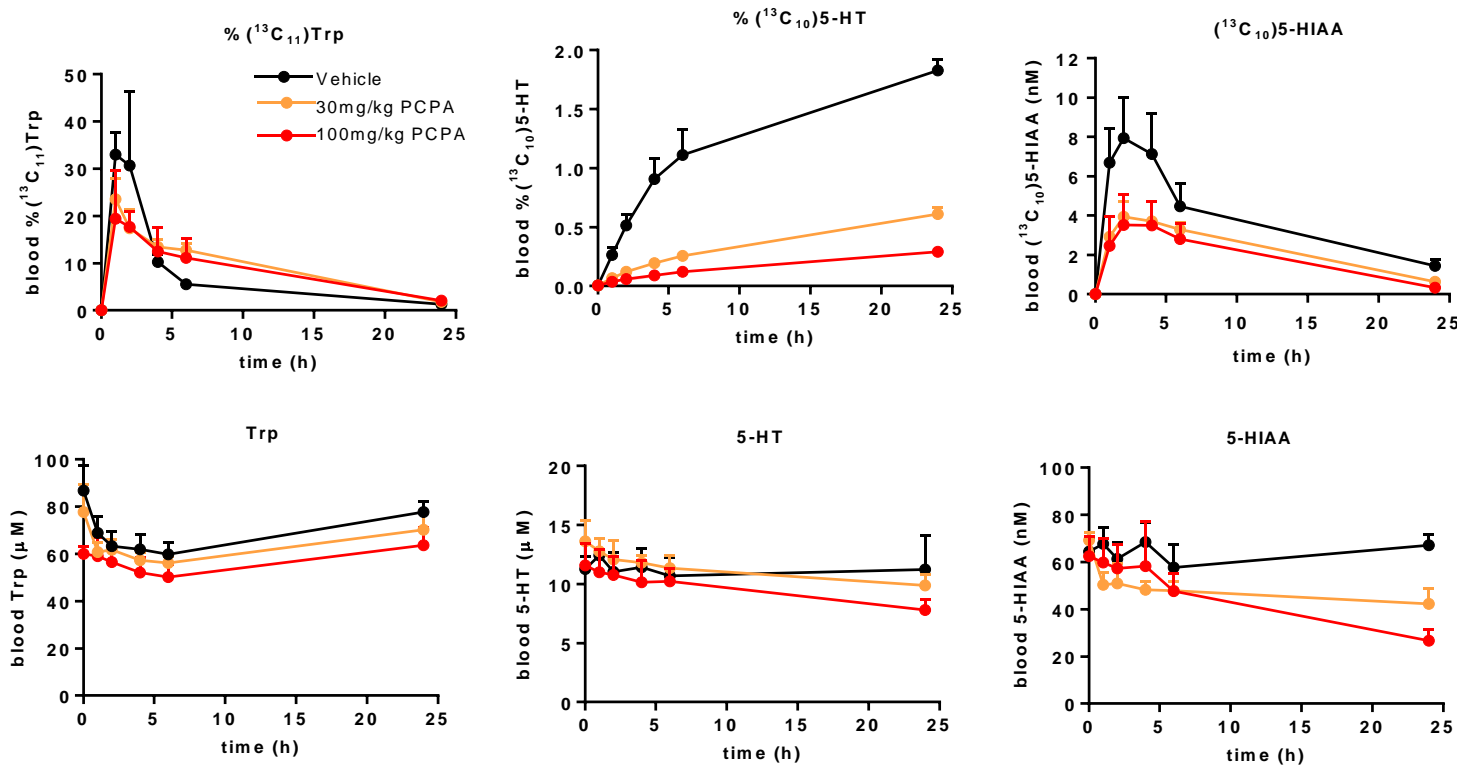 % (¹³C₁₁)Trp
blood % (¹³C₁₁)Trp
50
40
30
20
10
0
Vehicle
30mg/kg PCPA
100mg/kg PCPA
0 5 10 15 20 25
time (h)
% (¹³C₁₀)5-HT
blood % (¹³C₁₀)5-HT
2.0
1.5
1.0
0.5
0.0
0 5 10 15 20 25
time (h)
(¹³C₁₀)5-HIAA
blood (¹³C₁₀)5-HIAA (nM)
12
10
8
6
4
2
0
0 5 10 15 20 25
time (h)
Trp
blood Trp (μM)
100
80
60
40
20
0
0 5 10 15 20 25
time (h)
5-HT
blood 5-HT (μM)
20
15
10
5
0
0 5 10 15 20 25
time (h)
5-HIAA
blood 5-HIAA (nM)
100
80
60
40
20
0
0 5 10 15 20 25
time (h)